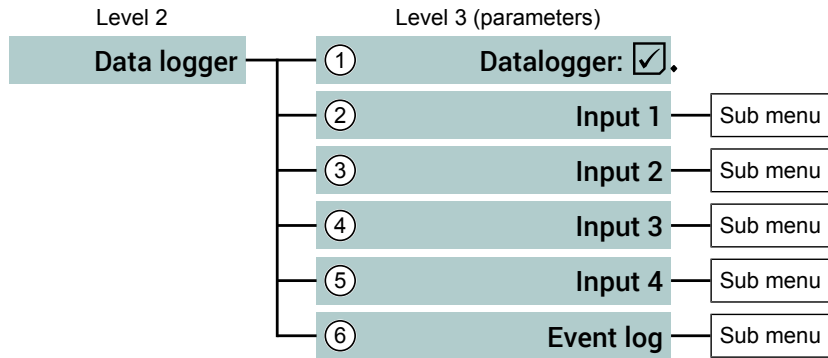 Level 2 Level 3 (parameters)
Data logger 1 Datalogger:
2 Input 1 Sub menu
3 Input 2 Sub menu
4 Input 3 Sub menu
5 Input 4 Sub menu
6 Event log Sub menu